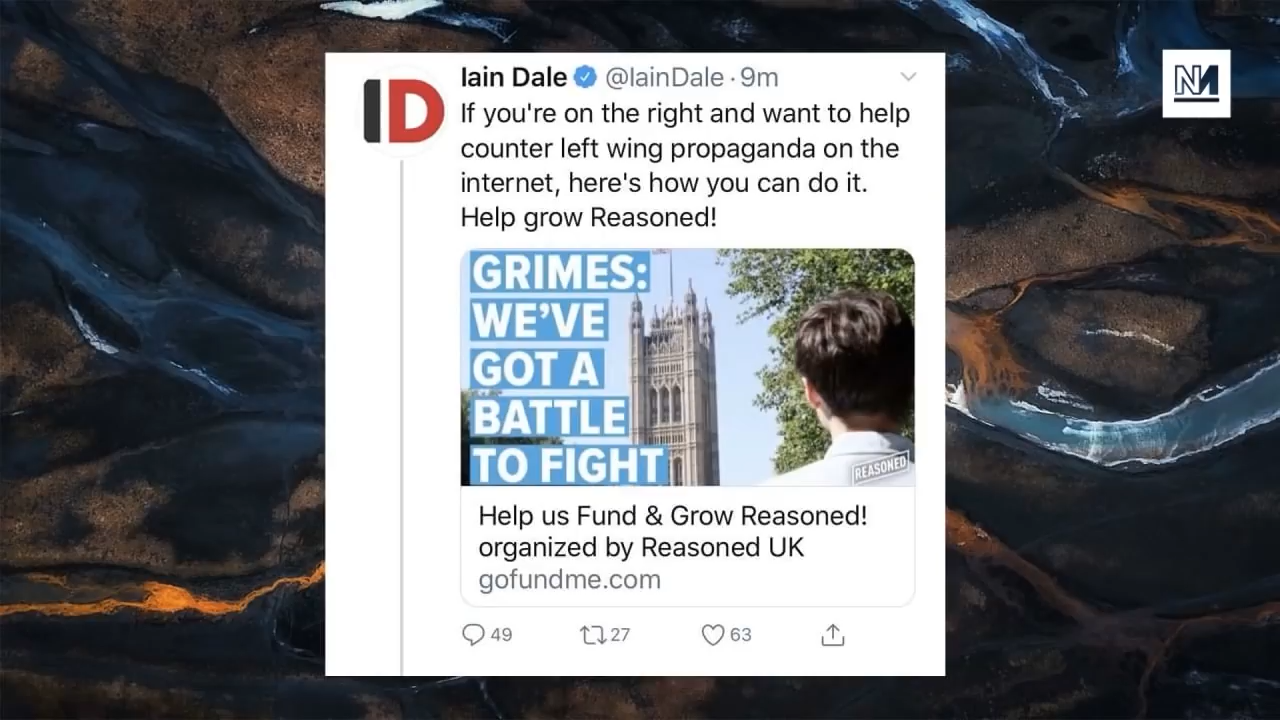 NM
ID
Iain Dale @IainDale · 9m
If you're on the right and want to help
counter left wing propaganda on the
internet, here's how you can do it.
Help grow Reasoned!
GRIMES:
WE'VE
GOT A
BATTLE
TO FIGHT
REASONED
Help us Fund & Grow Reasoned!
organized by Reasoned UK
gofundme.com
49 27 63